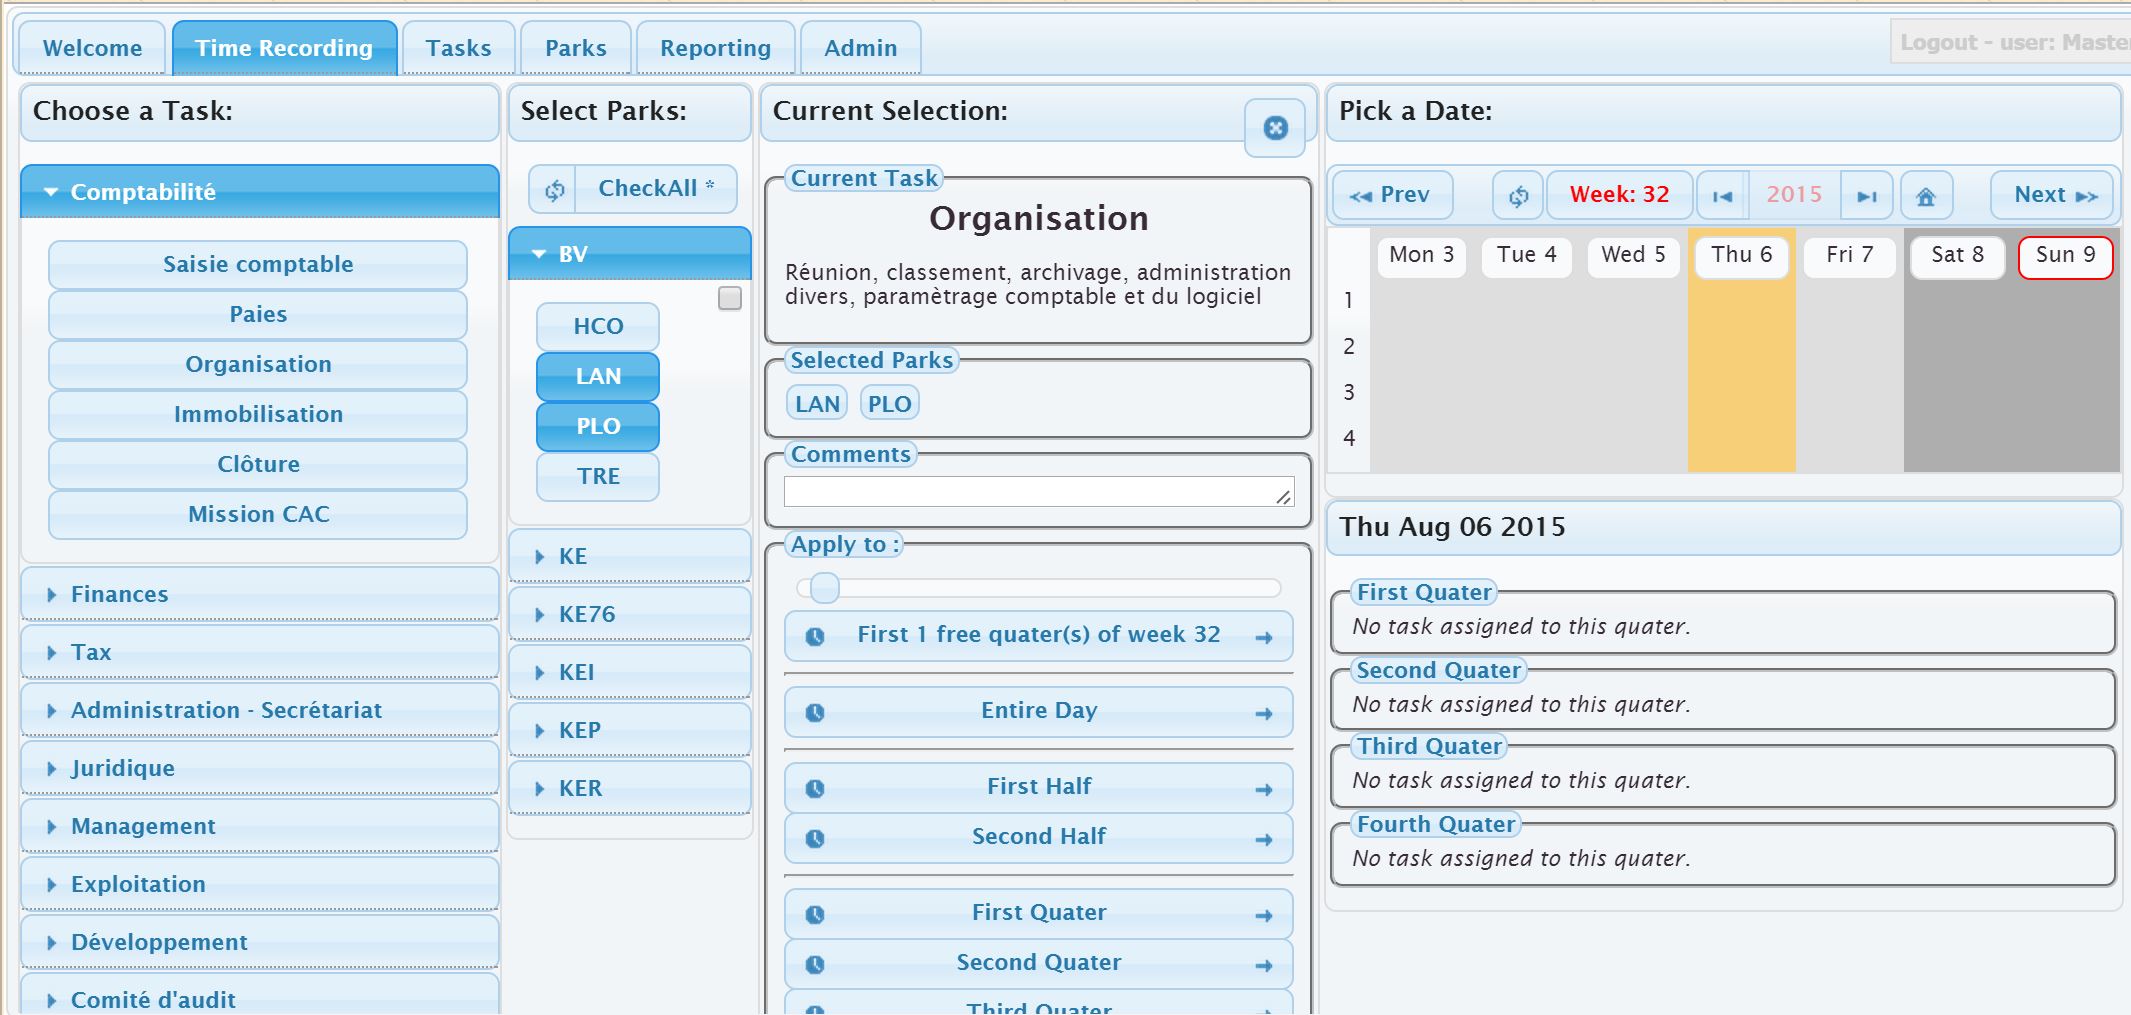 Welcome
Time Recording
Tasks
Parks
Reporting
Admin
Logout - user: Maste
Choose a Task:
Comptabilité
Saisie comptable
Paies
Organisation
Immobilisation
Clôture
Mission CAC
Finances
Tax
Administration - Secrétariat
Juridique
Management
Exploitation
Développement
Comité d'audit
Select Parks:
CheckAll *
BV
HCO
LAN
PLO
TRE
KE
KE76
KEI
KEP
KER
Current Selection:
Current Task
Organisation
Réunion, classement, archivage, administration
divers, paramètrage comptable et du logiciel
Selected Parks
LAN PLO
Comments
Apply to :
First 1 free quater(s) of week 32
Entire Day
First Half
Second Half
First Quater
Second Quater
Third Quater
Pick a Date:
Prev
Week: 32
2015
Next
Mon 3 Tue 4 Wed 5 Thu 6 Fri 7 Sat 8 Sun 9
1
2
3
4
Thu Aug 06 2015
First Quater
No task assigned to this quater.
Second Quater
No task assigned to this quater.
Third Quater
No task assigned to this quater.
Fourth Quater
No task assigned to this quater.